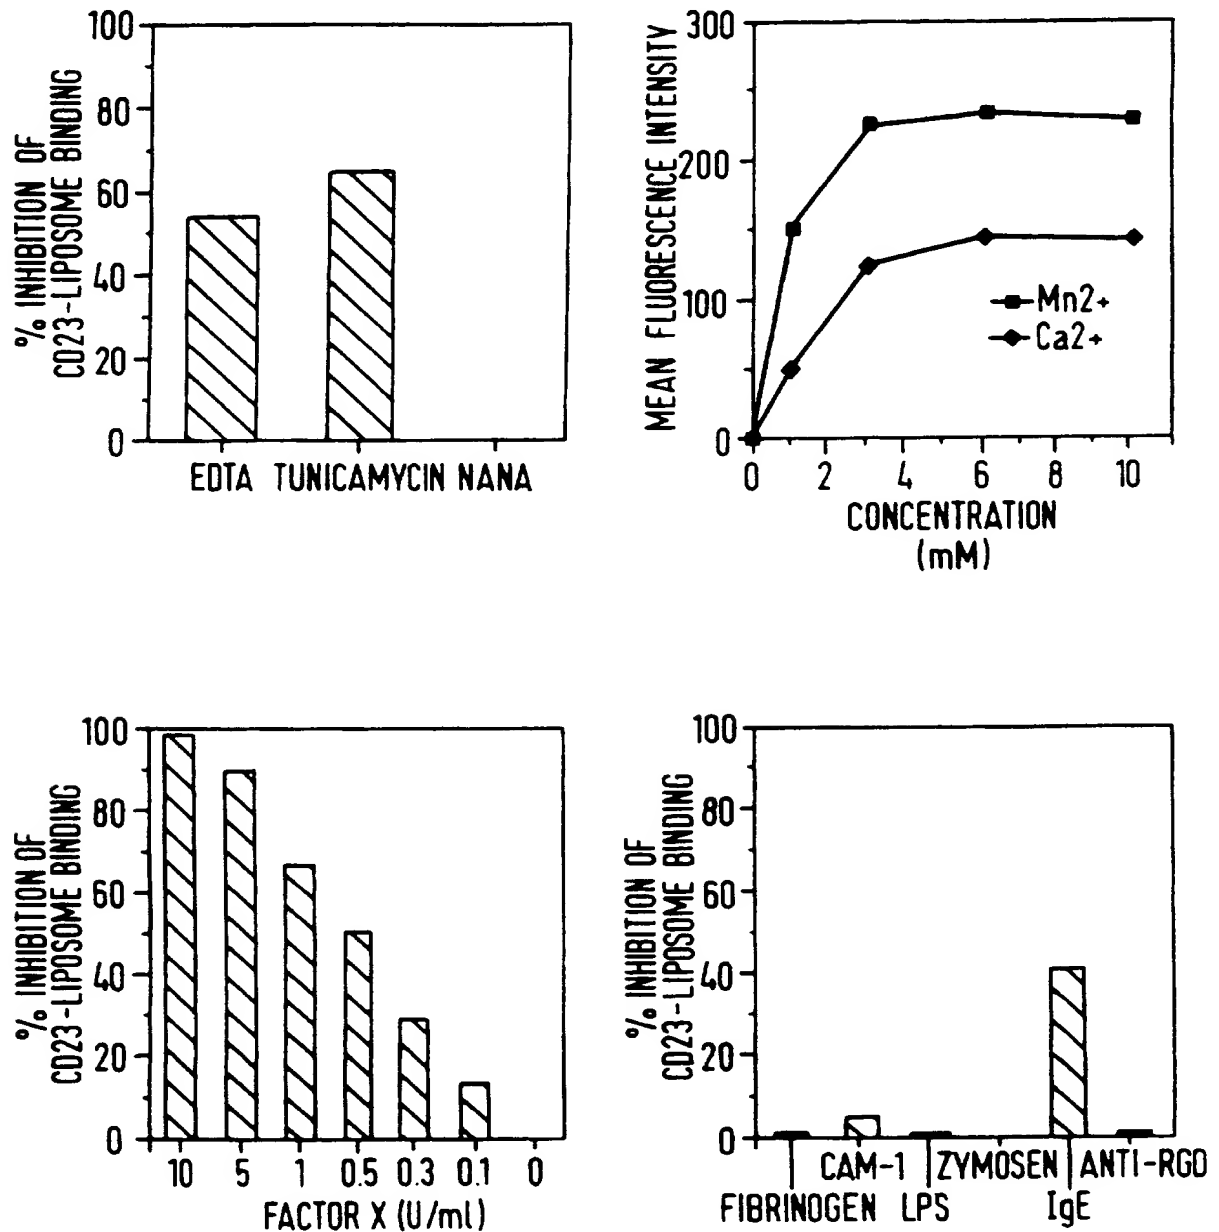 % INHIBITION OF
CD23-LIPOSOME BINDING
100
80
60
40
20
0
EDTA TUNICAMYCIN NANA
MEAN FLUORESCENCE INTENSITY
300
200
100
0
Mn2+
Ca2+
0 2 4 6 8 10
CONCENTRATION
(mM)
% INHIBITION OF
CD23-LIPOSOME BINDING
100
80
60
40
20
0
10 5 1 0.5 0.3 0.1 0
FACTOR X (U/ml)
% INHIBITION OF
CD23-LIPOSOME BINDING
100
80
60
40
20
0
CAM-1 ZYMOSEN ANTI-RGD
FIBRINOGEN LPS IgE